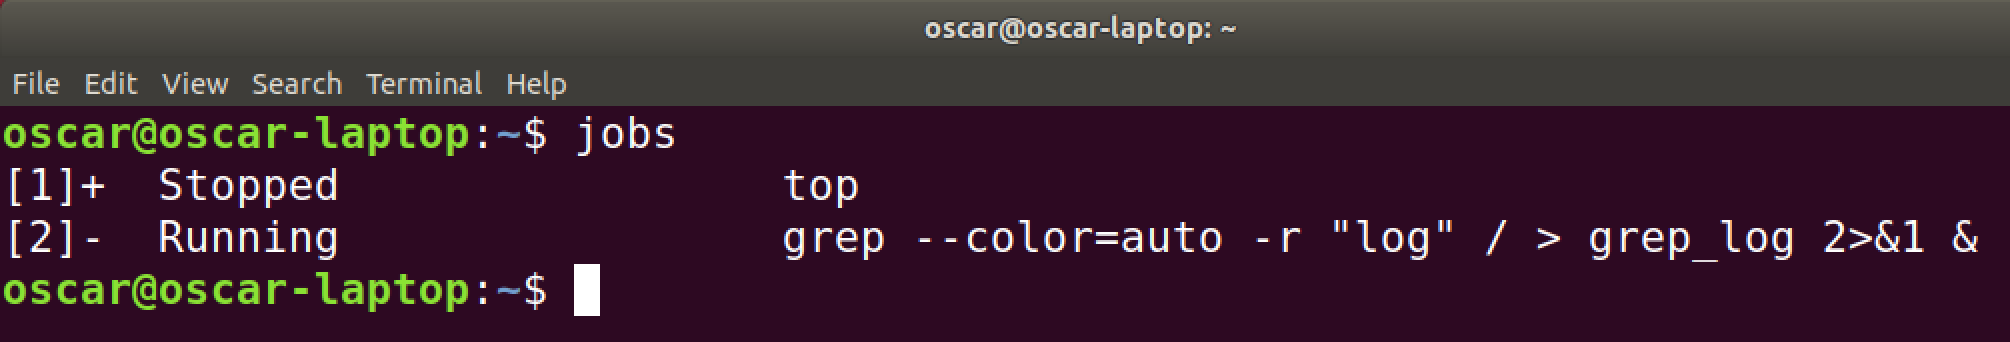 oscar@oscar-laptop: ~
File Edit View Search Terminal Help
oscar@oscar-laptop:~$ jobs
[1]+  Stopped                 top
[2]-  Running                 grep --color=auto -r "log" / > grep_log 2>&1 &
oscar@oscar-laptop:~$